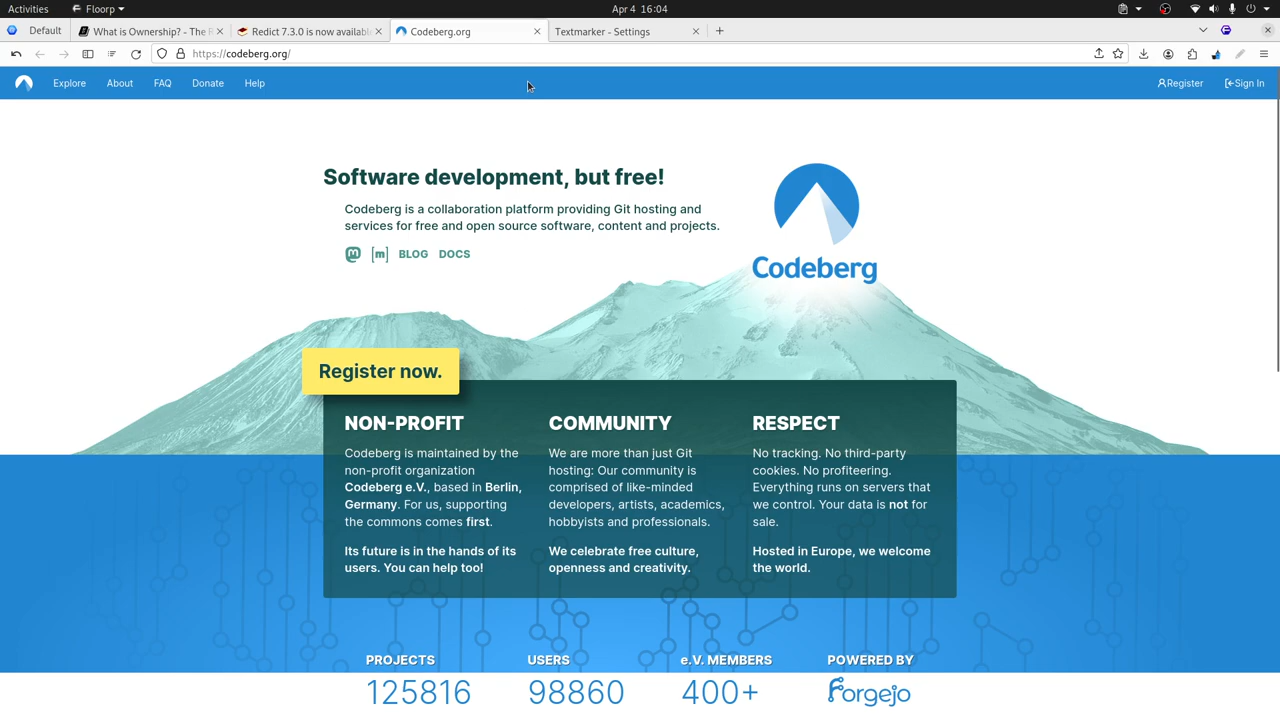 Activities
Floorp
Apr 4 16:04
Default
What is Ownership? - The R
Redict 7.3.0 is now availabl
Codeberg.org
Textmarker - Settings
https://codeberg.org/
Explore
About
FAQ
Donate
Help
Register
Sign In
Software development, but free!
Codeberg is a collaboration platform providing Git hosting and
services for free and open source software, content and projects.
[m]
BLOG
DOCS
Codeberg
Register now.
NON-PROFIT
Codeberg is maintained by the
non-profit organization
Codeberg e.V., based in Berlin,
Germany. For us, supporting
the commons comes first.
Its future is in the hands of its
users. You can help too!
COMMUNITY
We are more than just Git
hosting: Our community is
comprised of like-minded
developers, artists, academics,
hobbyists and professionals.
We celebrate free culture,
openness and creativity.
RESPECT
No tracking. No third-party
cookies. No profiteering.
Everything runs on servers that
we control. Your data is not for
sale.
Hosted in Europe, we welcome
the world.
PROJECTS
125816
USERS
98860
e.V. MEMBERS
400+
POWERED BY
Forgejo